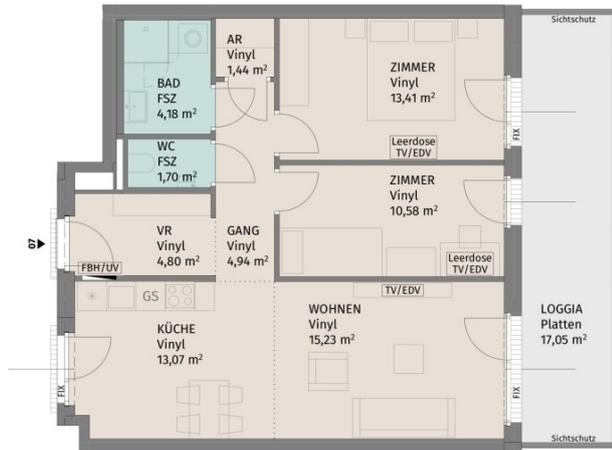 Sichtschutz
AR
Vinyl
1,44 m²
ZIMMER
Vinyl
13,41 m²
BAD
FSZ
4,18 m²
FIX
Leerdose
TV/EDV
WC
FSZ
1,70 m²
ZIMMER
Vinyl
10,58 m²
07
VR
Vinyl
4,80 m²
GANG
Vinyl
4,94 m²
FBH/UV
Leerdose
TV/EDV
GS
TV/EDV
KÜCHE
Vinyl
13,07 m²
WOHNEN
Vinyl
15,23 m²
LOGGIA
Platten
17,05 m²
FIX
FIX
Sichtschutz